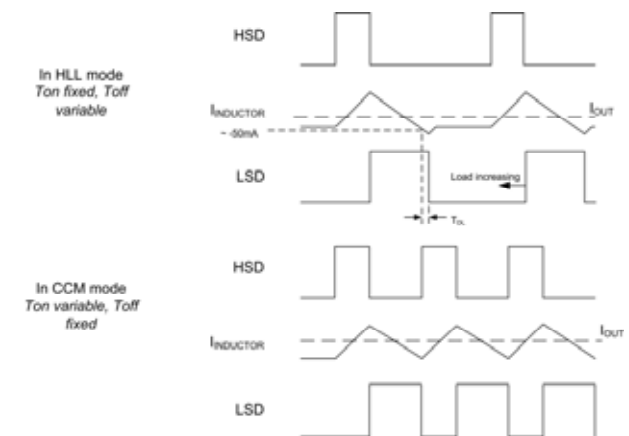 HSD
In HLL mode
Ton fixed, Toff
variable
IINDUCTOR
IOUT
~ -50mA
LSD
Load increasing
TDL
HSD
In CCM mode
Ton variable, Toff
fixed
IINDUCTOR
IOUT
LSD